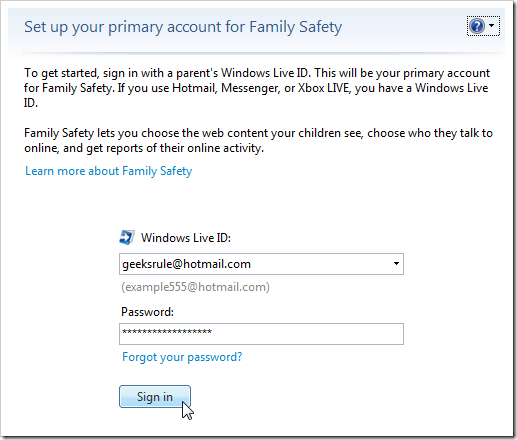 Set up your primary account for Family Safety
To get started, sign in with a parent's Windows Live ID. This will be your primary account
for Family Safety. If you use Hotmail, Messenger, or Xbox LIVE, you have a Windows Live
ID.
Family Safety lets you choose the web content your children see, choose who they talk to
online, and get reports of their online activity.
Learn more about Family Safety
Windows Live ID:
geeksrule@hotmail.com
(example555@hotmail.com)
Password:
******************
Forgot your password?
Sign in